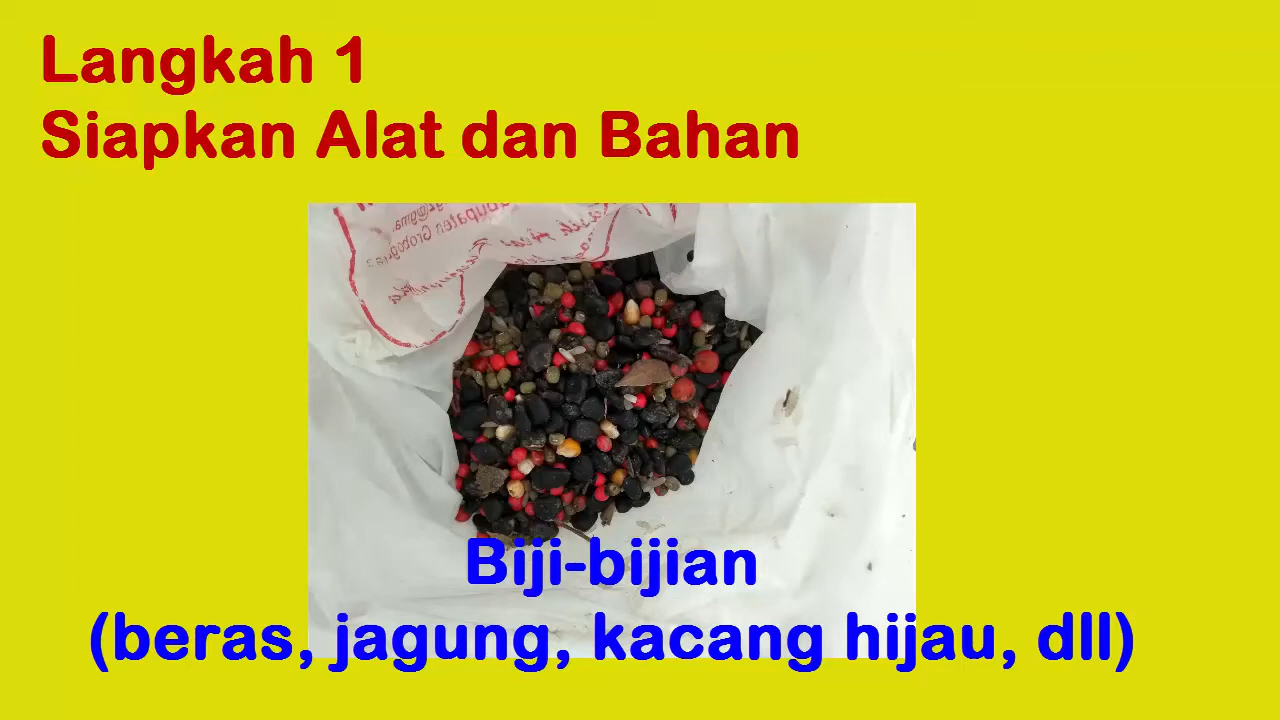 Langkah 1
Siapkan Alat dan Bahan
Biji-bijian
(beras, jagung, kacang hijau, dll)